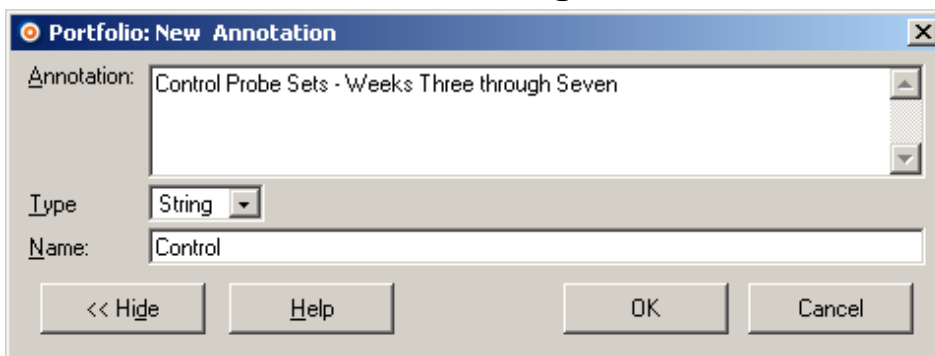 Portfolio: New Annotation
Annotation: Control Probe Sets - Weeks Three through Seven
Type String
Name: Control
<< Hide Help OK Cancel